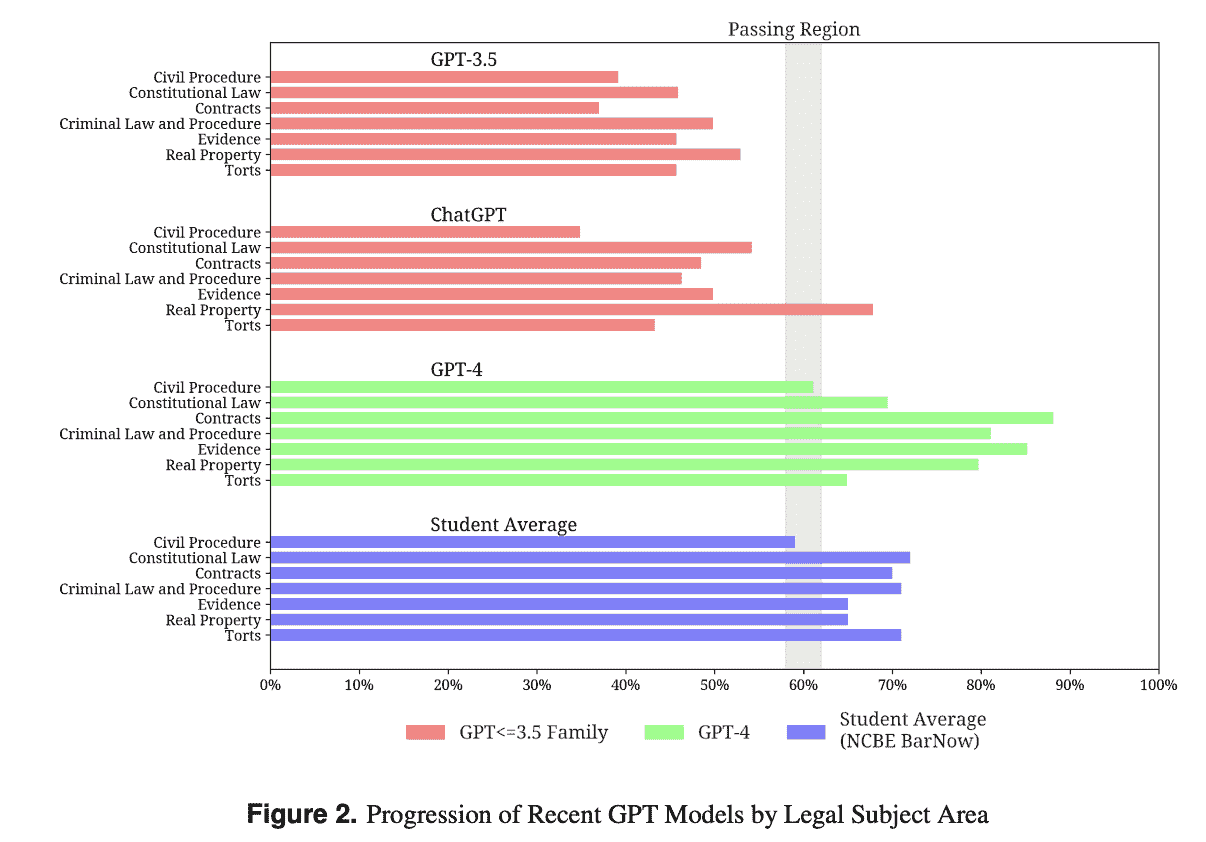 Passing Region
GPT-3.5
Civil Procedure
Constitutional Law
Contracts
Criminal Law and Procedure
Evidence
Real Property
Torts
ChatGPT
Civil Procedure
Constitutional Law
Contracts
Criminal Law and Procedure
Evidence
Real Property
Torts
GPT-4
Civil Procedure
Constitutional Law
Contracts
Criminal Law and Procedure
Evidence
Real Property
Torts
Student Average
Civil Procedure
Constitutional Law
Contracts
Criminal Law and Procedure
Evidence
Real Property
Torts
0% 10% 20% 30% 40% 50% 60% 70% 80% 90% 100%
GPT<=3.5 Family GPT-4 Student Average
(NCBE BarNow)
Figure 2. Progression of Recent GPT Models by Legal Subject Area